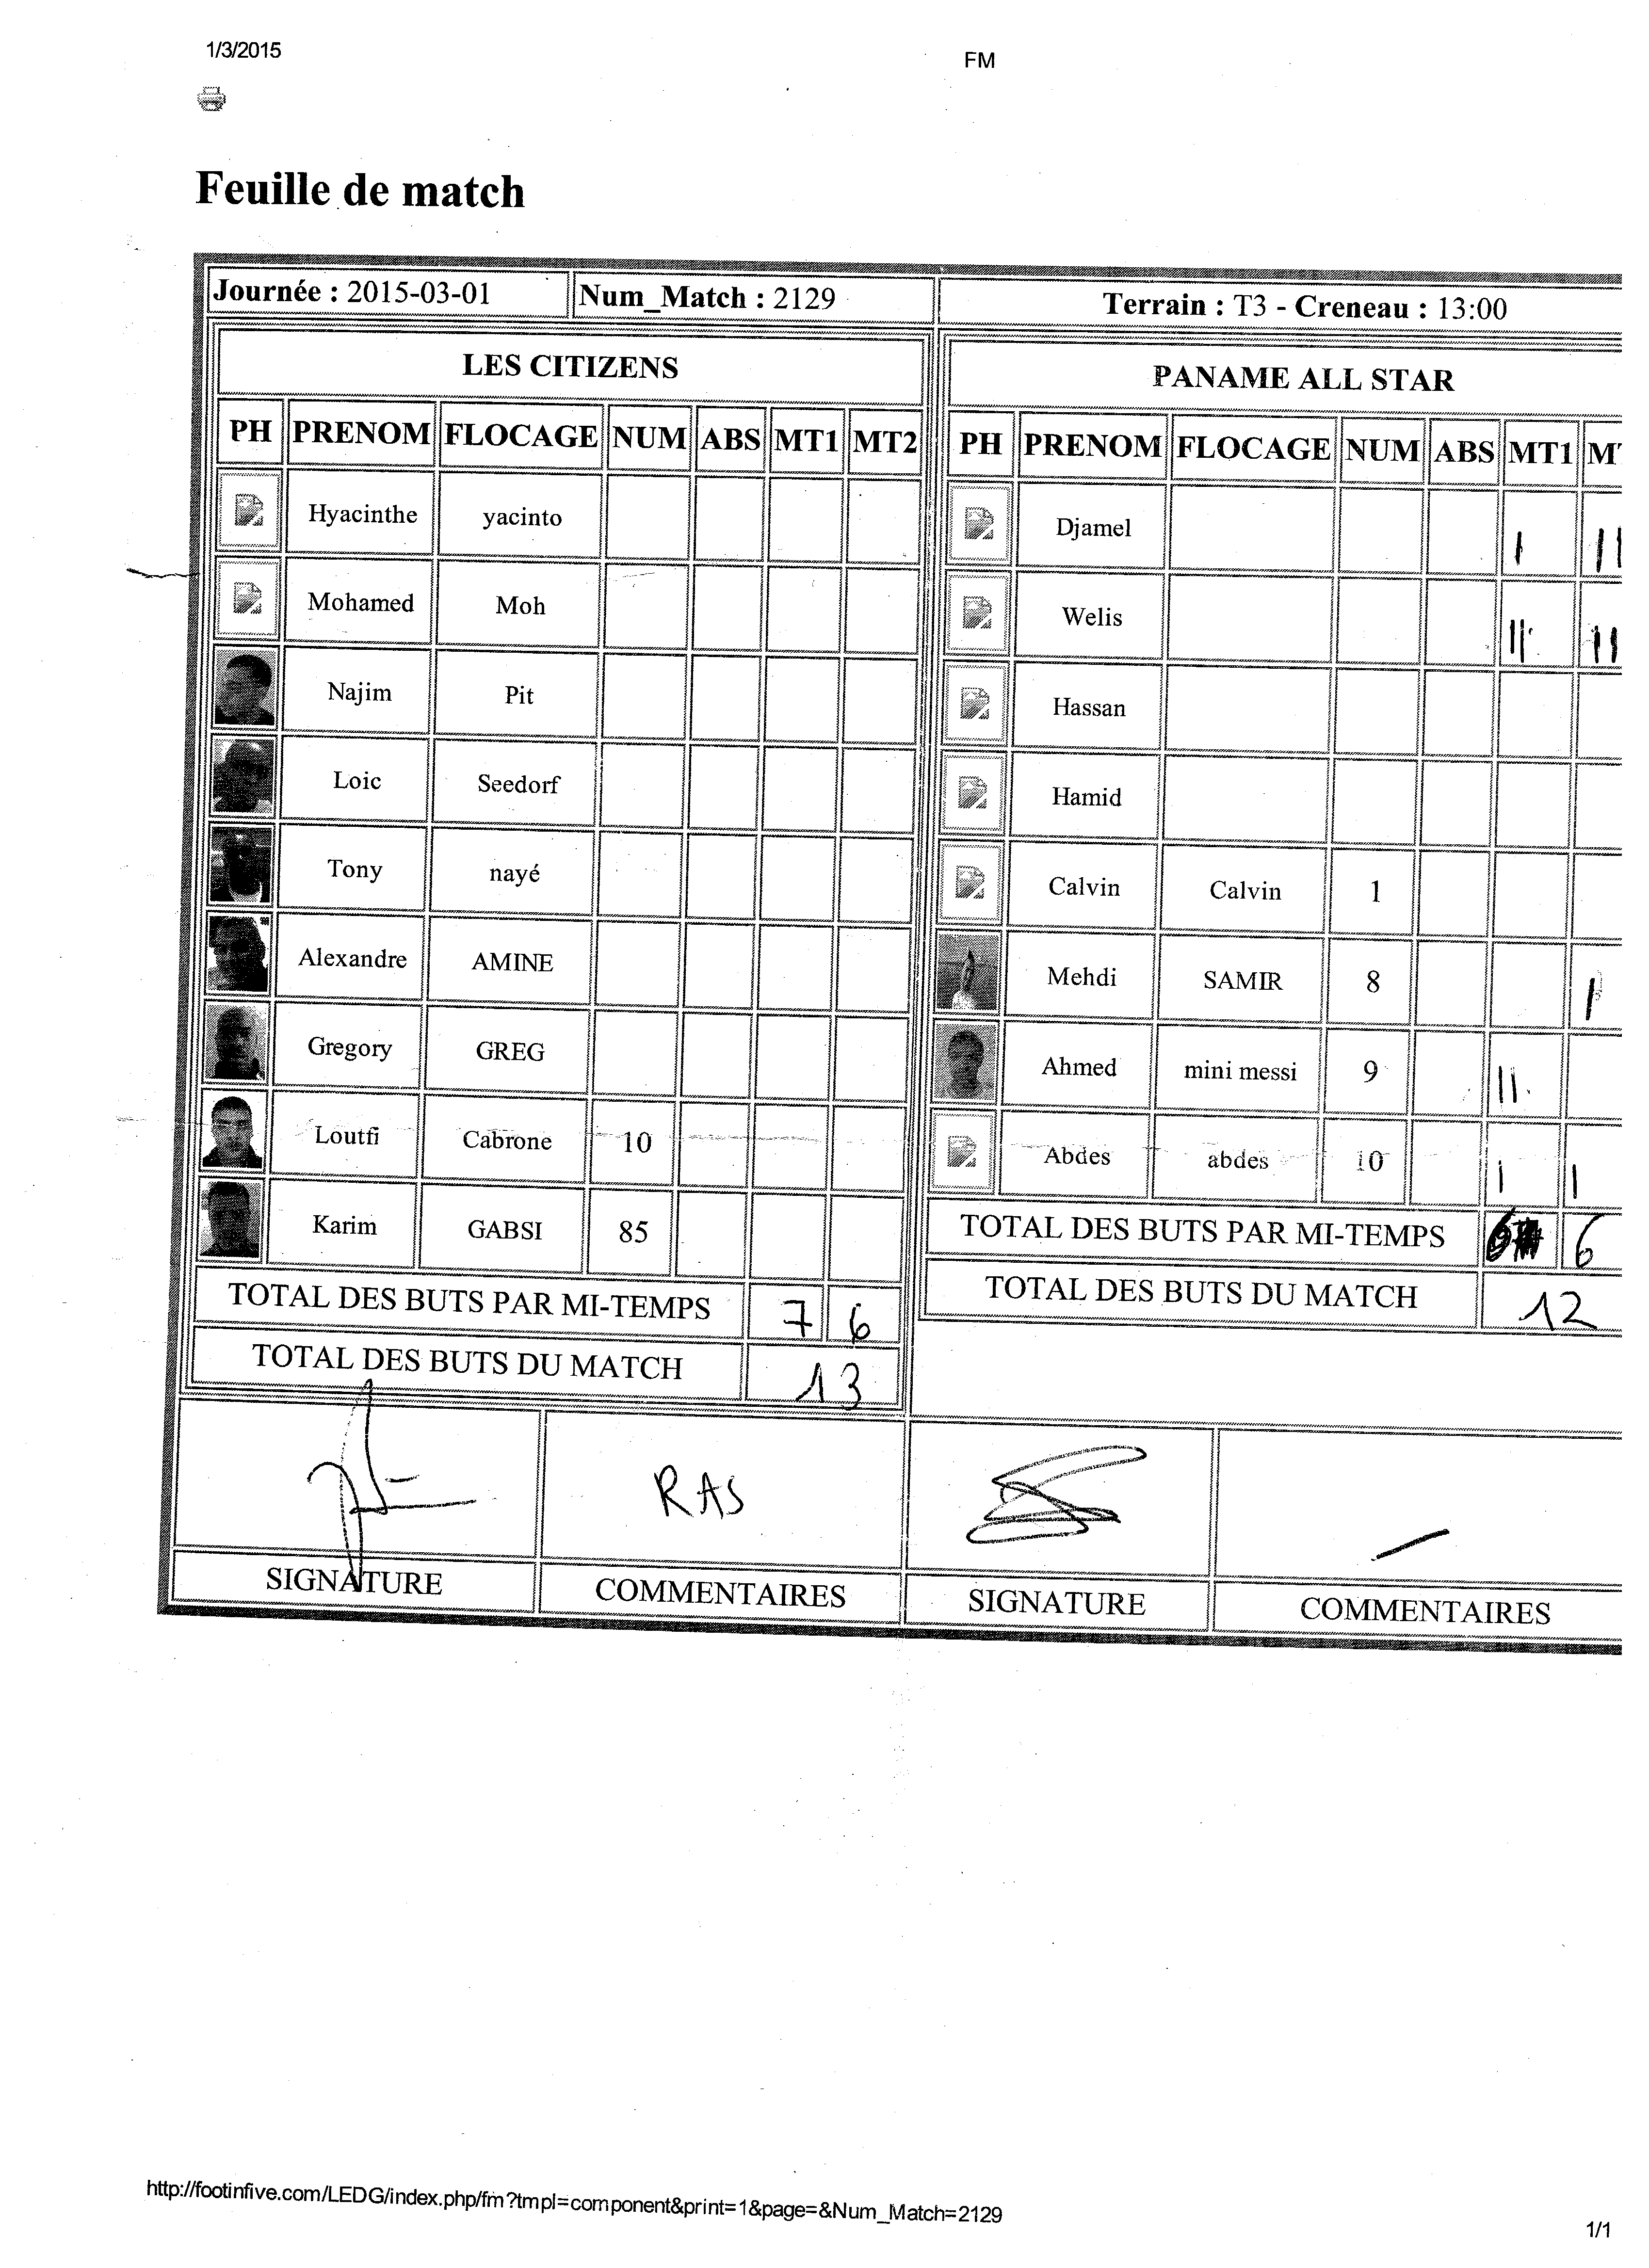 1/3/2015
FM
Feuille de match
Journée : 2015-03-01 Num_Match : 2129 Terrain : T3 - Creneau : 13:00
LES CITIZENS
PH PRENOM FLOCAGE NUM ABS MT1 MT2
Hyacinthe yacinto
Mohamed Moh
Najim Pit
Loic Seedorf
Tony nayé
Alexandre AMINE
Gregory GREG
Loutfi Cabrone 10
Karim GABSI 85
TOTAL DES BUTS PAR MI-TEMPS 7 6
TOTAL DES BUTS DU MATCH 13
PANAME ALL STAR
PH PRENOM FLOCAGE NUM ABS MT1 M
Djamel I II
Welis II II
Hassan
Hamid
Calvin Calvin 1
Mehdi SAMIR 8 I
Ahmed mini messi 9 II
Abdes abdes 10 I I
TOTAL DES BUTS PAR MI-TEMPS 6 6
TOTAL DES BUTS DU MATCH 12
RAS
—
SIGNATURE COMMENTAIRES SIGNATURE COMMENTAIRES
http://footinfive.com/LEDG/index.php/fm?tmpl=component&print=1&page=&Num_Match=2129
1/1